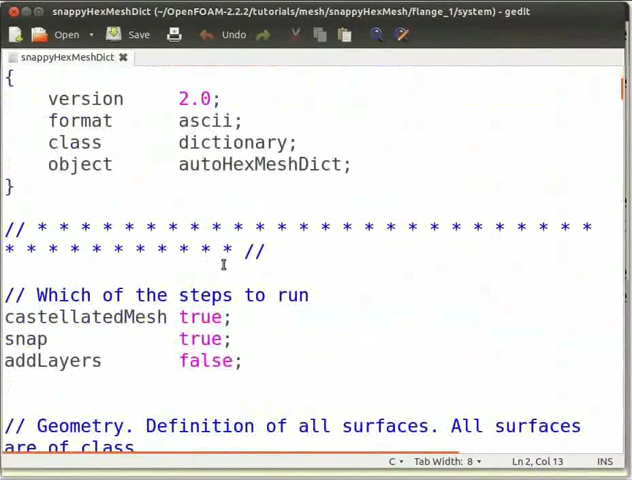 snappyHexMeshDict (~/OpenFOAM-2.2.2/tutorials/mesh/snappyHexMesh/flange_1/system) - gedit
Open Save Undo
snappyHexMeshDict
{
version 2.0;
format ascii;
class dictionary;
object autoHexMeshDict;
}
// * * * * * * * * * * * * * * * * * * * * * * * * * *
* * * * * * * * * * * //
// Which of the steps to run
castellatedMesh true;
snap true;
addLayers false;
// Geometry. Definition of all surfaces. All surfaces
are of class
C Tab Width: 8 Ln 2, Col 13 INS